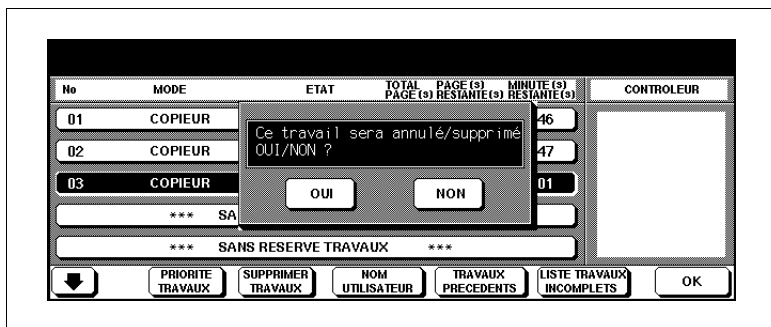 No MODE ETAT TOTAL PAGE(s) PAGE(s) RESTANTE(s) MINUTE(s) RESTANTE(s) CONTROLEUR
01 COPIEUR 46
02 COPIEUR 47
03 COPIEUR 01
Ce travail sera annulé/supprimé
OUI/NON ?
OUI NON
*** SA
*** SANS RESERVE TRAVAUX ***
PRIORITE TRAVAUX
SUPPRIMER TRAVAUX
NOM UTILISATEUR
TRAVAUX PRECEDENTS
LISTE TRAVAUX INCOMPLETS
OK